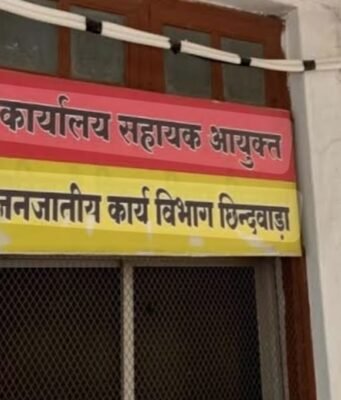 कार्यालय सहायक आयुक्त
जनजातीय कार्य विभाग छिन्दवाड़ा